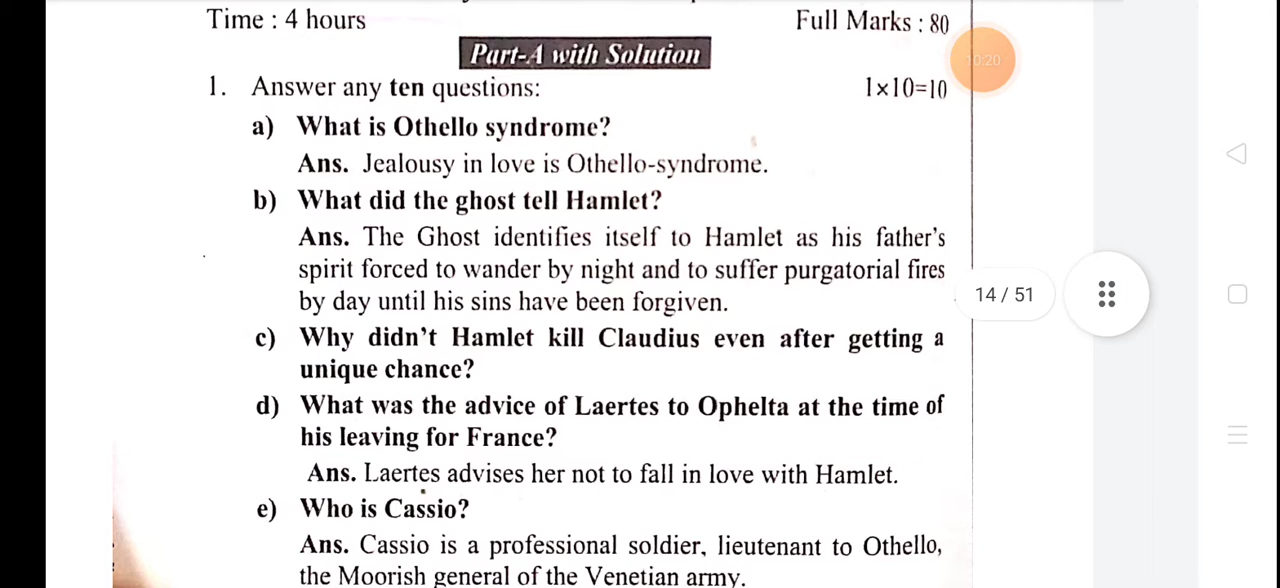 Time : 4 hours Full Marks : 80
Part-A with Solution
10:20
1. Answer any ten questions: 1×10=10
a) What is Othello syndrome?
Ans. Jealousy in love is Othello-syndrome.
b) What did the ghost tell Hamlet?
Ans. The Ghost identifies itself to Hamlet as his father's
spirit forced to wander by night and to suffer purgatorial fires
by day until his sins have been forgiven.
14 / 51
c) Why didn't Hamlet kill Claudius even after getting a
unique chance?
d) What was the advice of Laertes to Ophelta at the time of
his leaving for France?
Ans. Laertes advises her not to fall in love with Hamlet.
e) Who is Cassio?
Ans. Cassio is a professional soldier, lieutenant to Othello,
the Moorish general of the Venetian army.